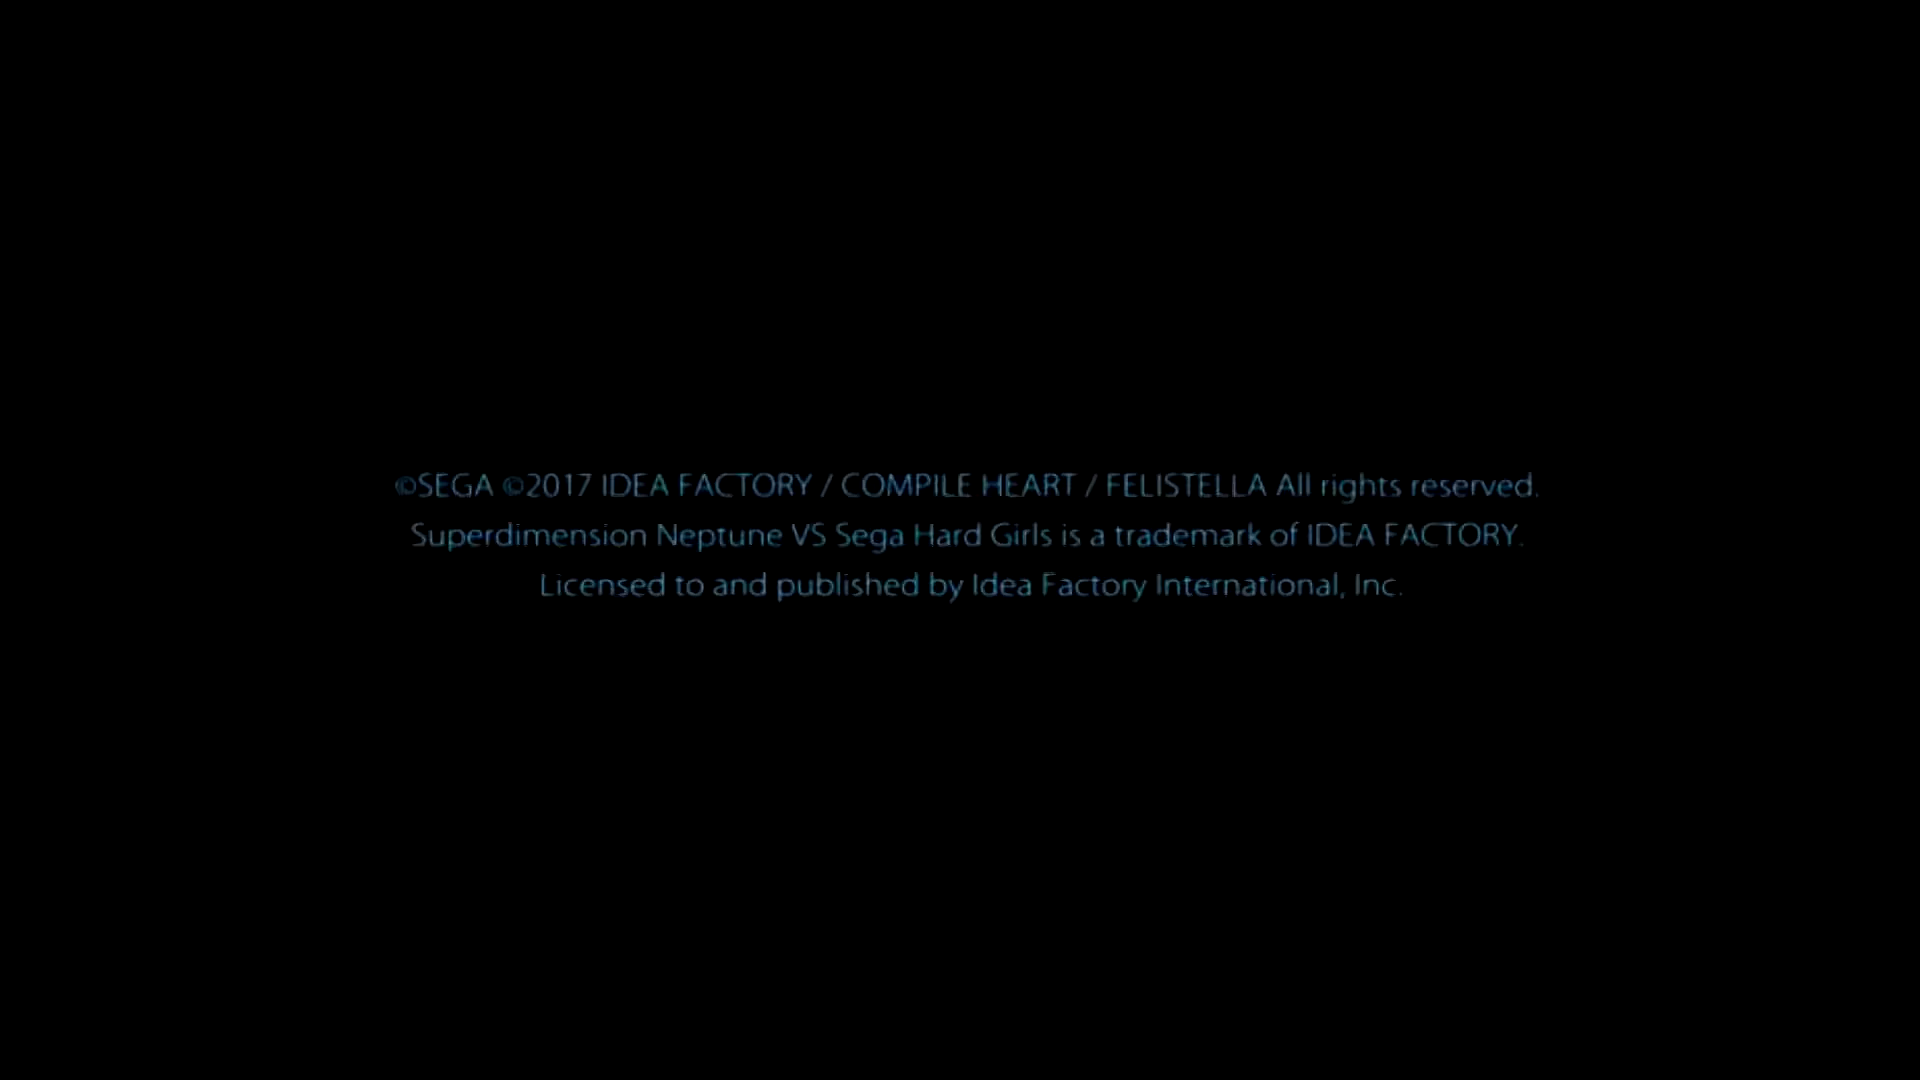 ©SEGA ©2017 IDEA FACTORY / COMPILE HEART / FELISTELLA All rights reserved.
Superdimension Neptune VS Sega Hard Girls is a trademark of IDEA FACTORY.
Licensed to and published by Idea Factory International, Inc.